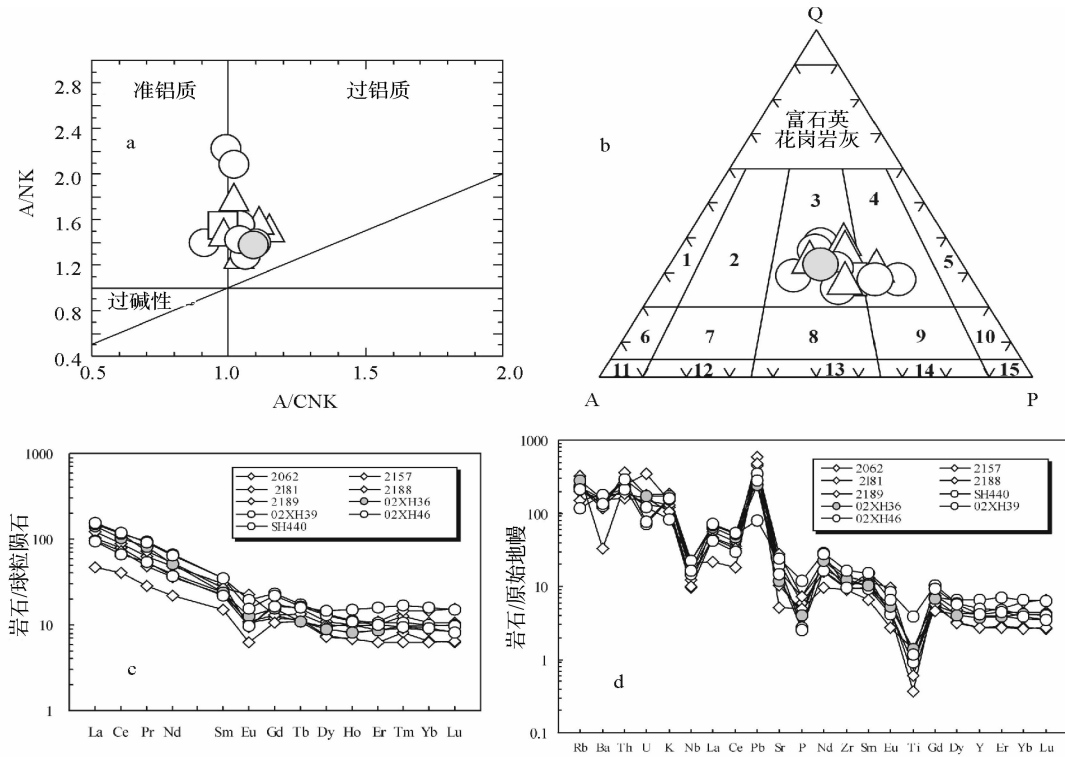 2.8
2.4
2.0
1.6
1.2
0.8
0.4
A/NK
准铝质
过铝质
a
过碱性
0.5
1.0
1.5
2.0
A/CNK
Q
b
富石英
花岗岩灰
3
4
1
2
5
6
7
8
9
10
11
12
13
14
15
A
P
1000
100
10
1
岩石/球粒陨石
2062
2157
2181
2188
2189
02XH36
02XH39
02XH46
SH440
c
La Ce Pr Nd Sm Eu Gd Tb Dy Ho Er Tm Yb Lu
1000
100
10
1
0.1
岩石/原始地幔
2062
2157
2181
2188
2189
SH440
02XH36
02XH39
02XH46
d
Rb Ba Th U K Nb La Ce Pb Sr P Nd Zr Sm Eu Ti Gd Dy Y Er Yb Lu